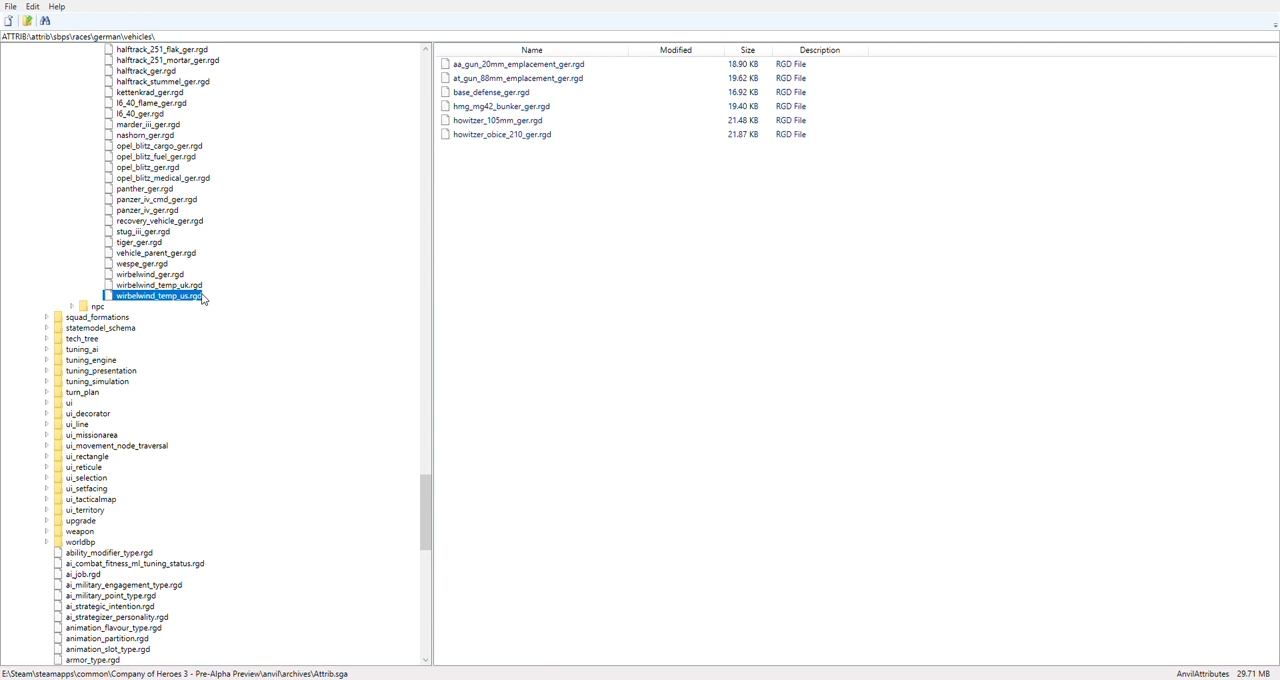 File Edit Help
ATTRIB:\attrib\sbps\races\german\vehicles\
halftrack_251_flak_ger.rgd
halftrack_251_mortar_ger.rgd
halftrack_ger.rgd
halftrack_stummel_ger.rgd
kettenkrad_ger.rgd
l6_40_flame_ger.rgd
l6_40_ger.rgd
marder_iii_ger.rgd
nashorn_ger.rgd
opel_blitz_cargo_ger.rgd
opel_blitz_fuel_ger.rgd
opel_blitz_ger.rgd
opel_blitz_medical_ger.rgd
panther_ger.rgd
panzer_iv_cmd_ger.rgd
panzer_iv_ger.rgd
recovery_vehicle_ger.rgd
stug_iii_ger.rgd
tiger_ger.rgd
vehicle_parent_ger.rgd
wespe_ger.rgd
wirbelwind_ger.rgd
wirbelwind_temp_uk.rgd
wirbelwind_temp_us.rgd
npc
squad_formations
statemodel_schema
tech_tree
tuning_ai
tuning_engine
tuning_presentation
tuning_simulation
turn_plan
ui
ui_decorator
ui_line
ui_missionarea
ui_movement_node_traversal
ui_rectangle
ui_reticule
ui_selection
ui_setfacing
ui_tacticalmap
ui_territory
upgrade
weapon
worldbp
ability_modifier_type.rgd
ai_combat_fitness_ml_tuning_status.rgd
ai_job.rgd
ai_military_engagement_type.rgd
ai_military_point_type.rgd
ai_strategic_intention.rgd
ai_strategizer_personality.rgd
animation_flavour_type.rgd
animation_partition.rgd
animation_slot_type.rgd
armor_type.rgd
Name Modified Size Description
aa_gun_20mm_emplacement_ger.rgd 18.90 KB RGD File
at_gun_88mm_emplacement_ger.rgd 19.62 KB RGD File
base_defense_ger.rgd 16.92 KB RGD File
hmg_mg42_bunker_ger.rgd 19.40 KB RGD File
howitzer_105mm_ger.rgd 21.48 KB RGD File
howitzer_obice_210_ger.rgd 21.87 KB RGD File
E:\Steam\steamapps\common\Company of Heroes 3 - Pre-Alpha Preview\anvil\archives\Attrib.sga AnvilAttributes 29.71 MB